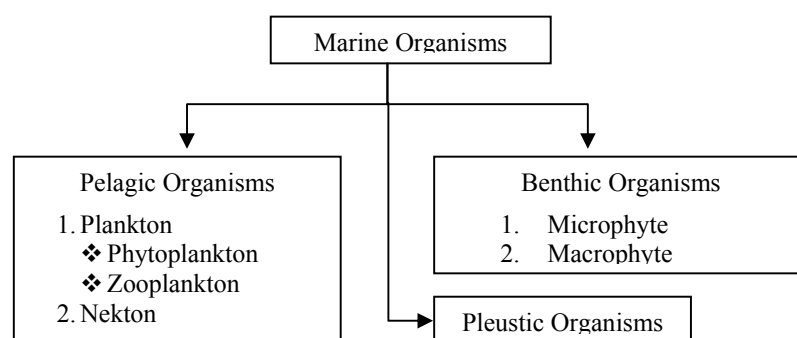 Marine Organisms
Pelagic Organisms
1. Plankton
❖ Phytoplankton
❖ Zooplankton
2. Nekton
Benthic Organisms
1. Microphyte
2. Macrophyte
Pleustic Organisms